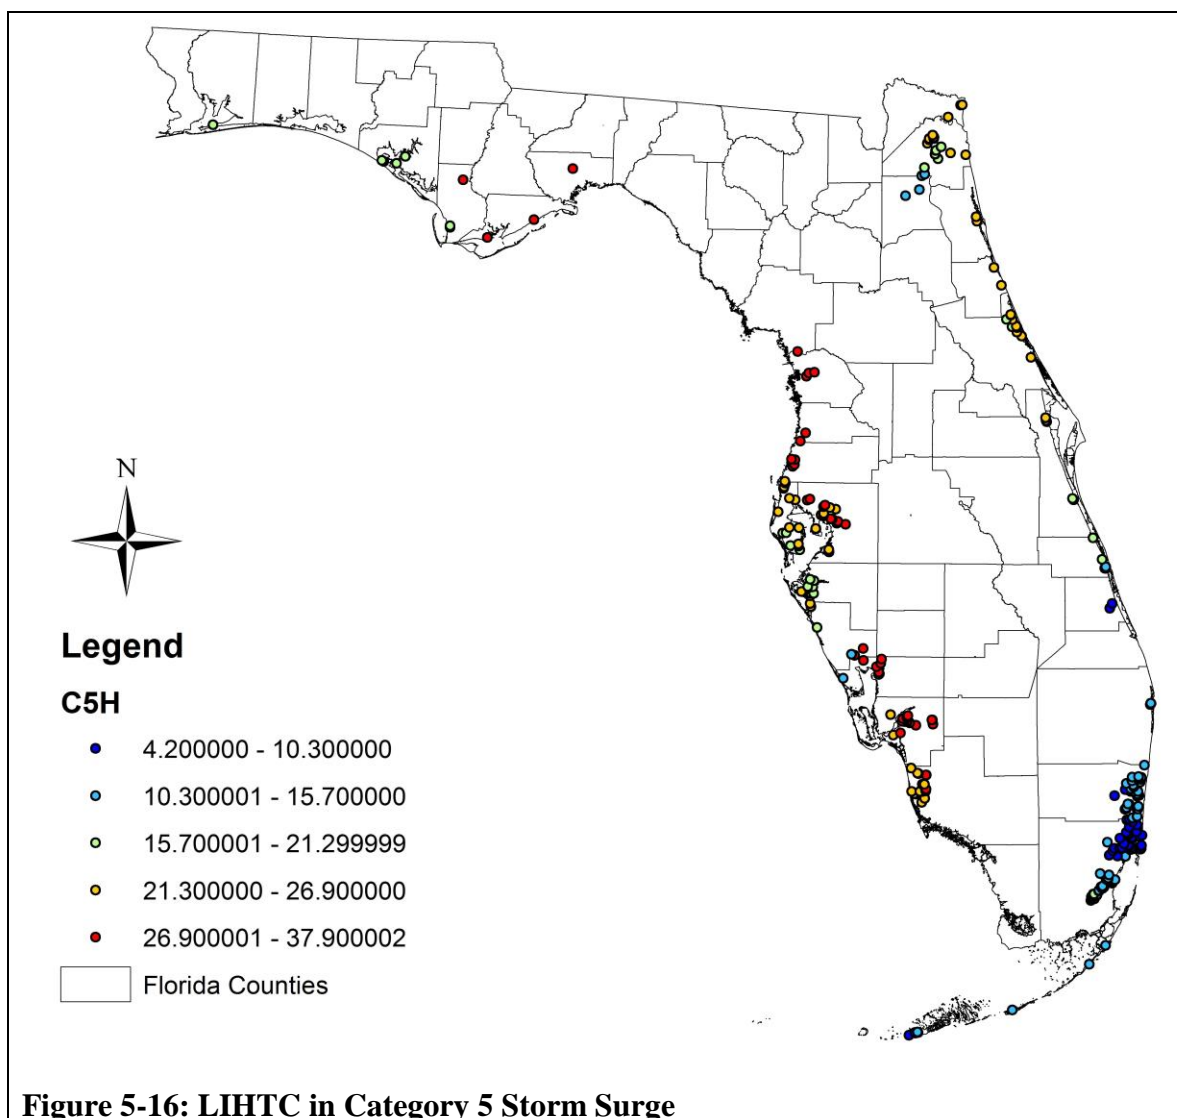 N
Legend
C5H
4.200000 - 10.300000
10.300001 - 15.700000
15.700001 - 21.299999
21.300000 - 26.900000
26.900001 - 37.900002
Florida Counties
Figure 5-16: LIHTC in Category 5 Storm Surge